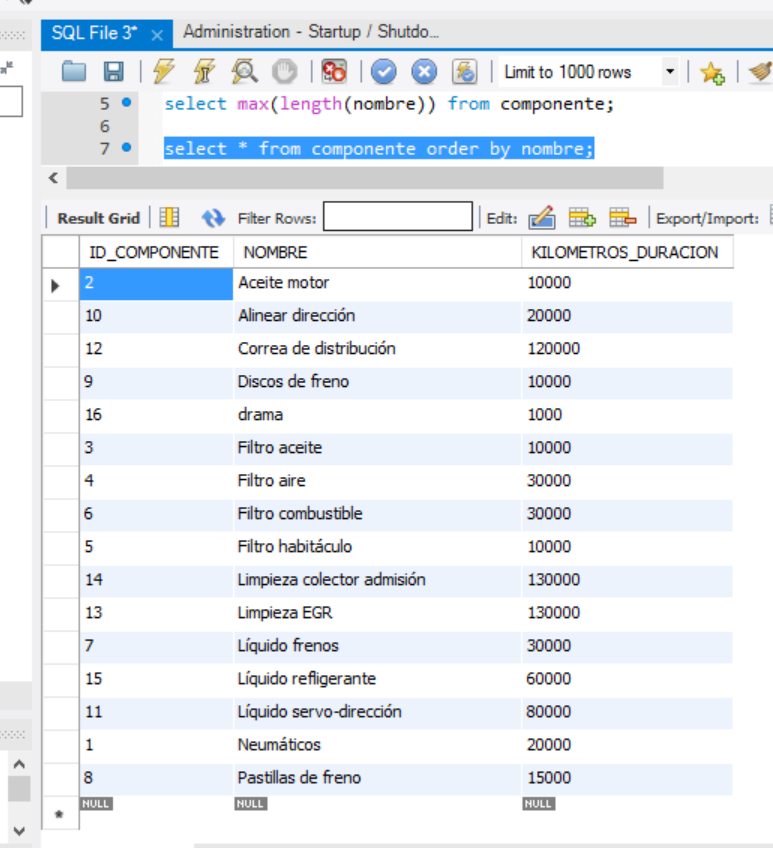 SQL File 3* × Administration - Startup / Shutdo...
Limit to 1000 rows
5 select max(length(nombre)) from componente;
6
7 select * from componente order by nombre;
Result Grid Filter Rows: Edit: Export/Import:
ID_COMPONENTE NOMBRE KILOMETROS_DURACION
2 Aceite motor 10000
10 Alinear dirección 20000
12 Correa de distribución 120000
9 Discos de freno 10000
16 drama 1000
3 Filtro aceite 10000
4 Filtro aire 30000
6 Filtro combustible 30000
5 Filtro habitáculo 10000
14 Limpieza colector admisión 130000
13 Limpieza EGR 130000
7 Líquido frenos 30000
15 Líquido refligerante 60000
11 Líquido servo-dirección 80000
1 Neumáticos 20000
8 Pastillas de freno 15000
* NULL NULL NULL